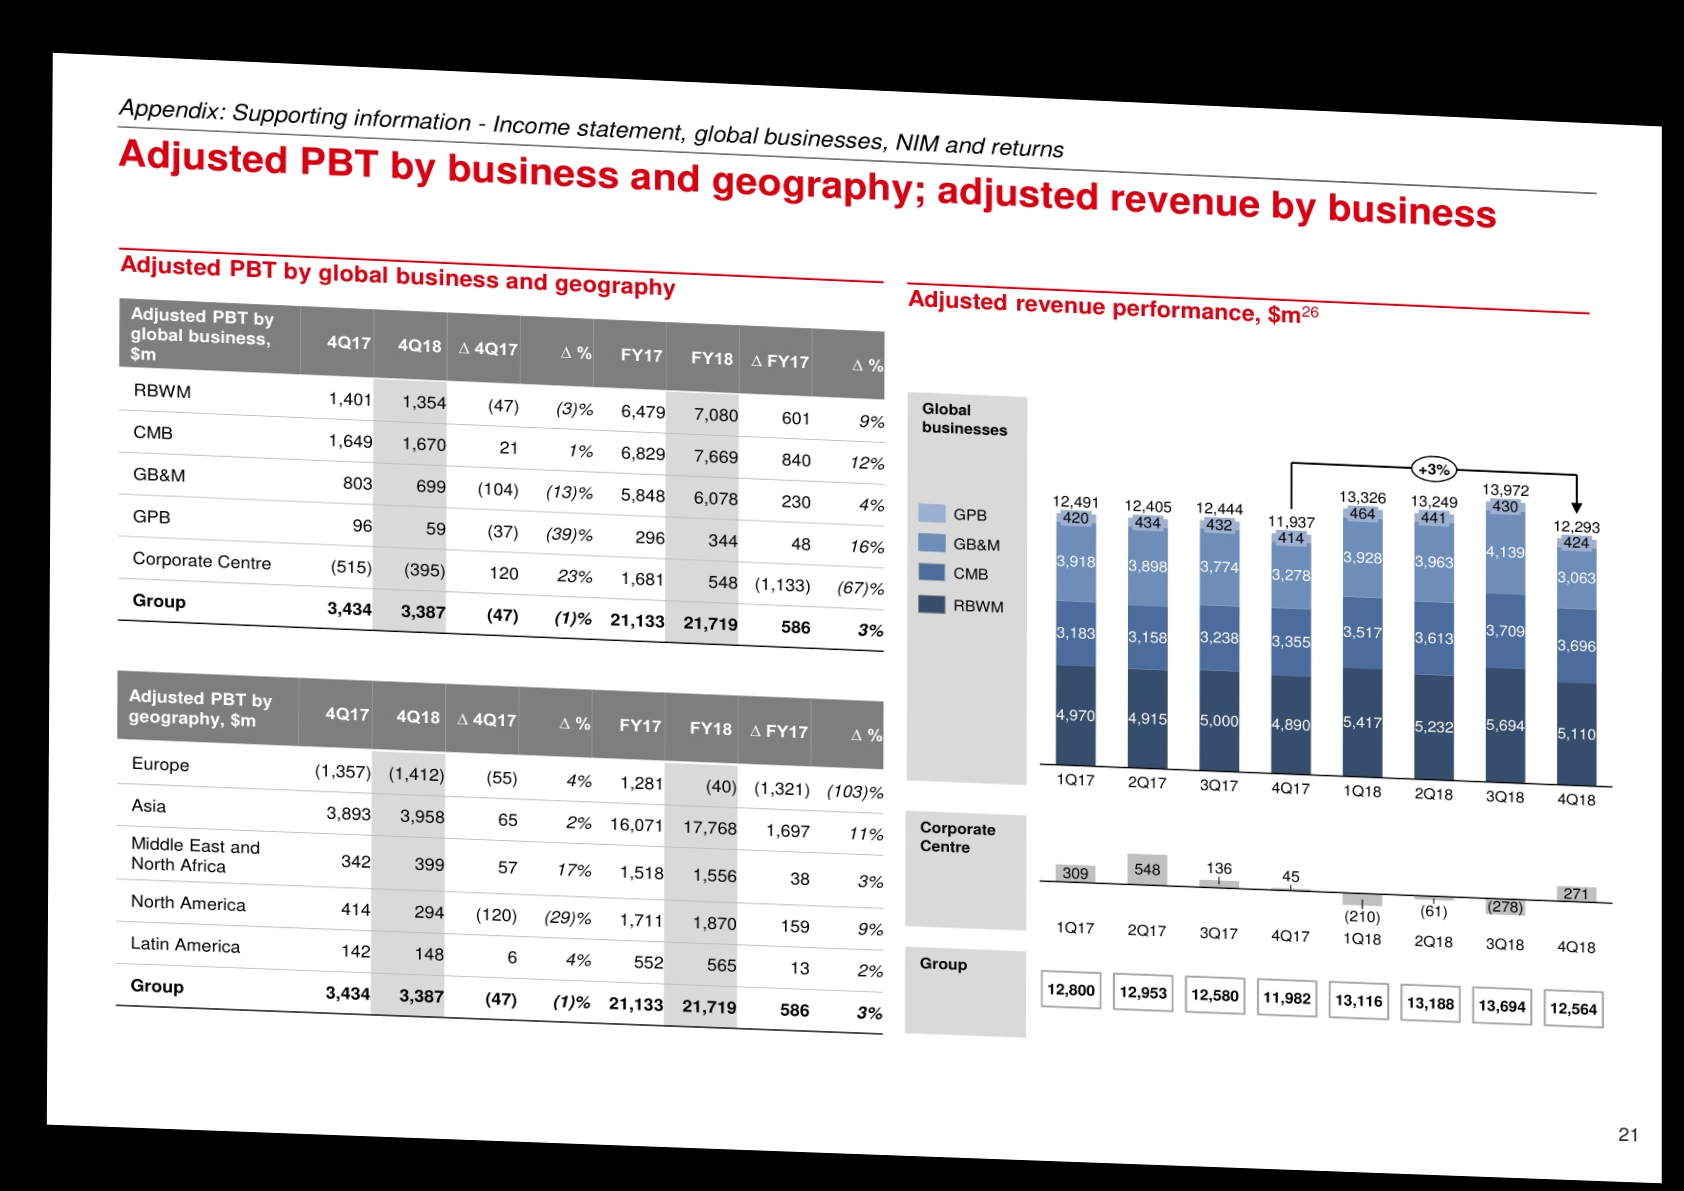 Appendix: Supporting information - Income statement, global businesses, NIM and returns
Adjusted PBT by business and geography; adjusted revenue by business
Adjusted PBT by global business and geography
Adjusted PBT by global business, $m 4Q17 4Q18 Δ 4Q17 Δ % FY17 FY18 Δ FY17 Δ %
RBWM 1,401 1,354 (47) (3)% 6,479 7,080 601 9%
CMB 1,649 1,670 21 1% 6,829 7,669 840 12%
GB&M 803 699 (104) (13)% 5,848 6,078 230 4%
GPB 96 59 (37) (39)% 296 344 48 16%
Corporate Centre (515) (395) 120 23% 1,681 548 (1,133) (67)%
Group 3,434 3,387 (47) (1)% 21,133 21,719 586 3%
Adjusted PBT by geography, $m 4Q17 4Q18 Δ 4Q17 Δ % FY17 FY18 Δ FY17 Δ %
Europe (1,357) (1,412) (55) 4% 1,281 (40) (1,321) (103)%
Asia 3,893 3,958 65 2% 16,071 17,768 1,697 11%
Middle East and North Africa 342 399 57 17% 1,518 1,556 38 3%
North America 414 294 (120) (29)% 1,711 1,870 159 9%
Latin America 142 148 6 4% 552 565 13 2%
Group 3,434 3,387 (47) (1)% 21,133 21,719 586 3%
Adjusted revenue performance, $m26
Global
businesses
+3%
12,491 12,405 12,444 11,937 13,326 13,249 13,972 12,293
GPB 420 434 432 414 464 441 430 424
GB&M 3,918 3,898 3,774 3,278 3,928 3,963 4,139 3,063
CMB 3,183 3,158 3,238 3,355 3,517 3,613 3,709 3,696
RBWM 4,970 4,915 5,000 4,890 5,417 5,232 5,694 5,110
1Q17 2Q17 3Q17 4Q17 1Q18 2Q18 3Q18 4Q18
Corporate
Centre
309 548 136 45 (210) (61) (278) 271
1Q17 2Q17 3Q17 4Q17 1Q18 2Q18 3Q18 4Q18
Group
12,800 12,953 12,580 11,982 13,116 13,188 13,694 12,564
21